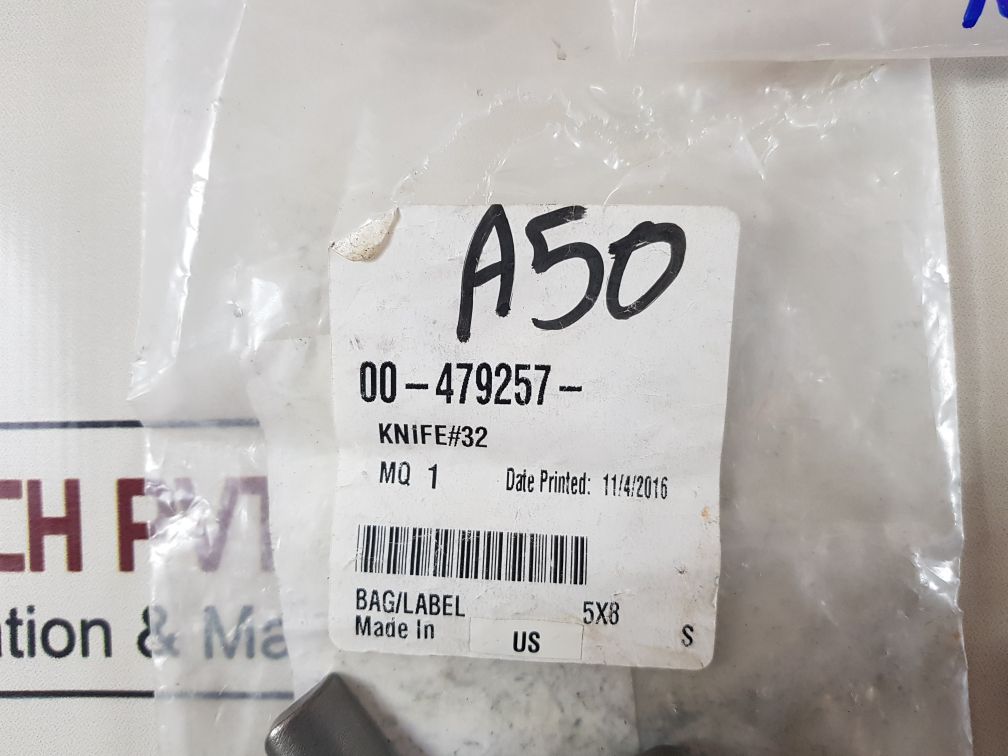 A50
00-479257-
KNIFE#32
MQ 1 Date Printed: 11/4/2016
BAG/LABEL 5X8
Made In US S
CH PVT
ation & Ma